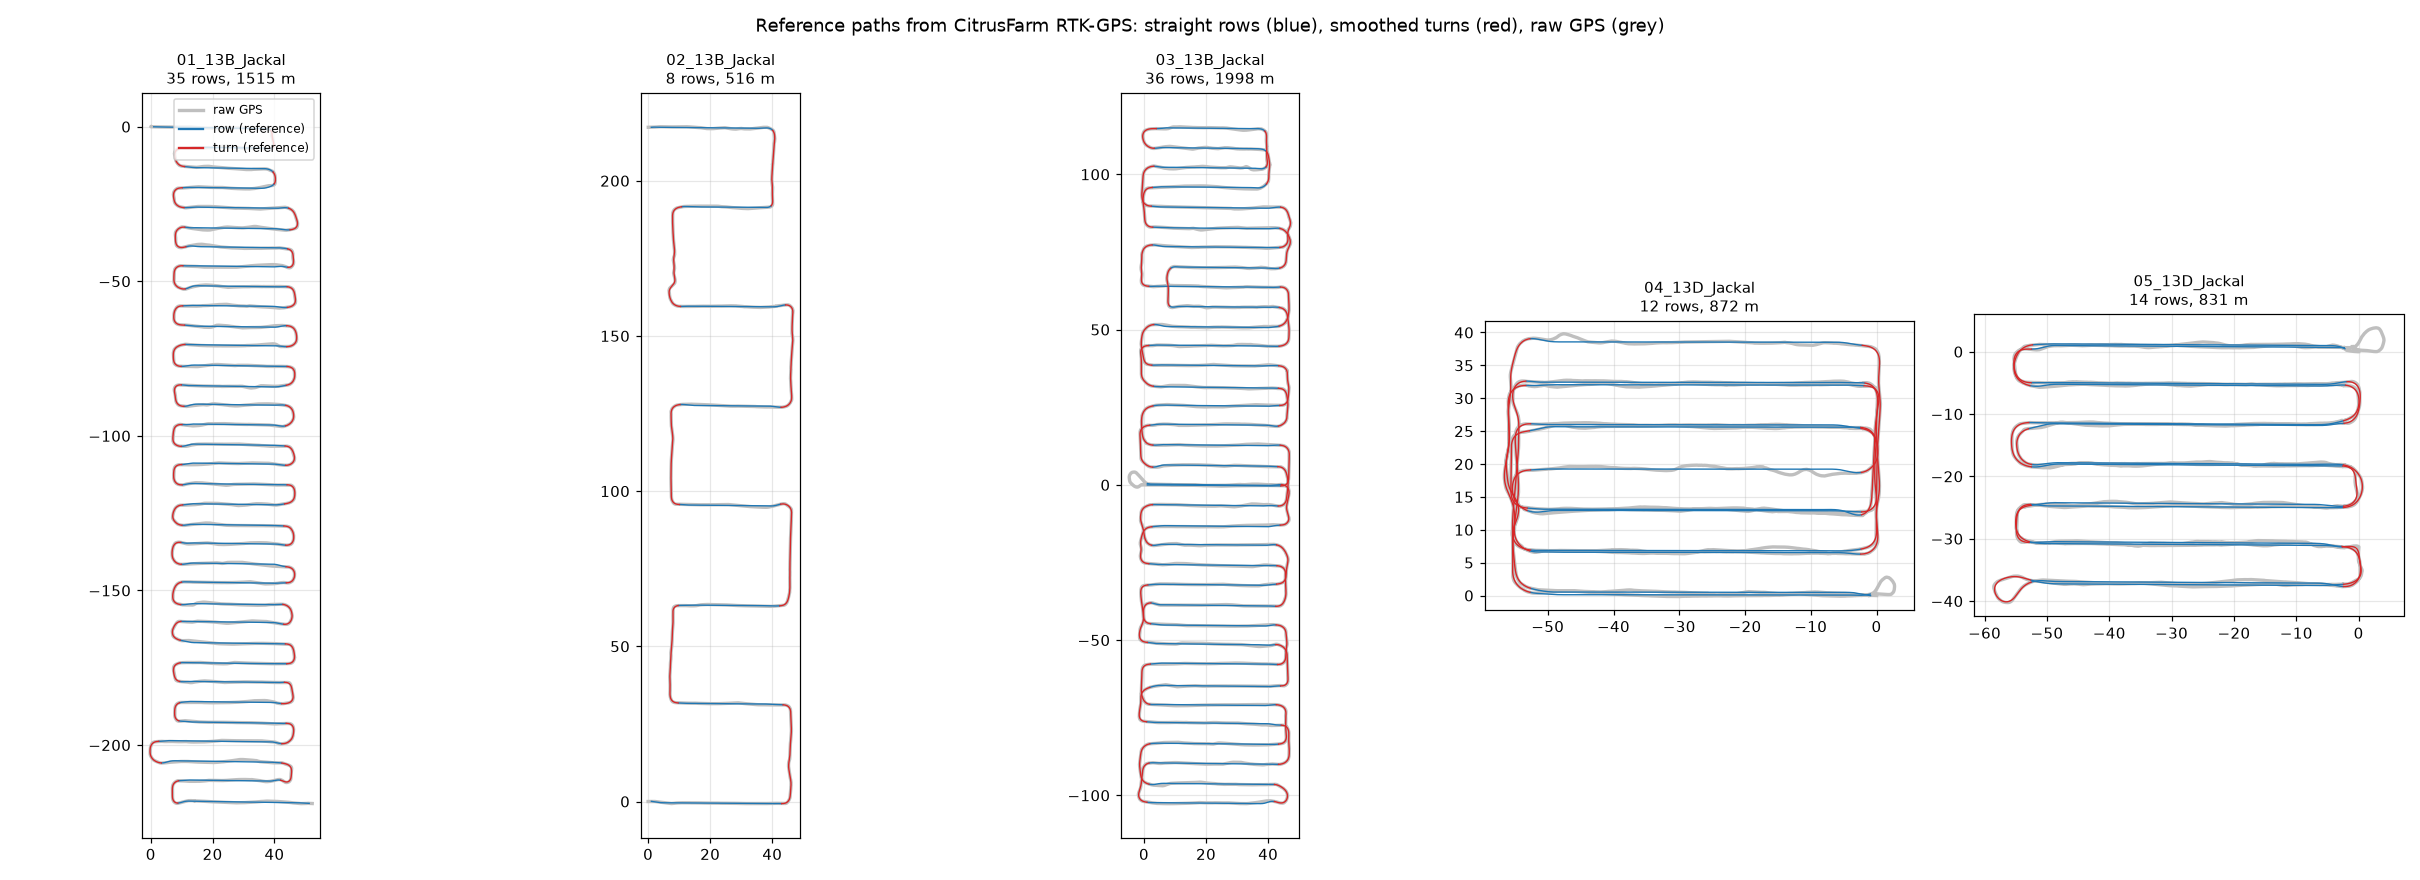 Reference paths from CitrusFarm RTK-GPS: straight rows (blue), smoothed turns (red), raw GPS (grey)
01_13B_Jackal
35 rows, 1515 m
raw GPS
row (reference)
turn (reference)
0
−50
−100
−150
−200
0 20 40
02_13B_Jackal
8 rows, 516 m
200
150
100
50
0
0 20 40
03_13B_Jackal
36 rows, 1998 m
100
50
0
−50
−100
0 20 40
04_13D_Jackal
12 rows, 872 m
40
35
30
25
20
15
10
5
0
−50 −40 −30 −20 −10 0
05_13D_Jackal
14 rows, 831 m
0
−10
−20
−30
−40
−60 −50 −40 −30 −20 −10 0